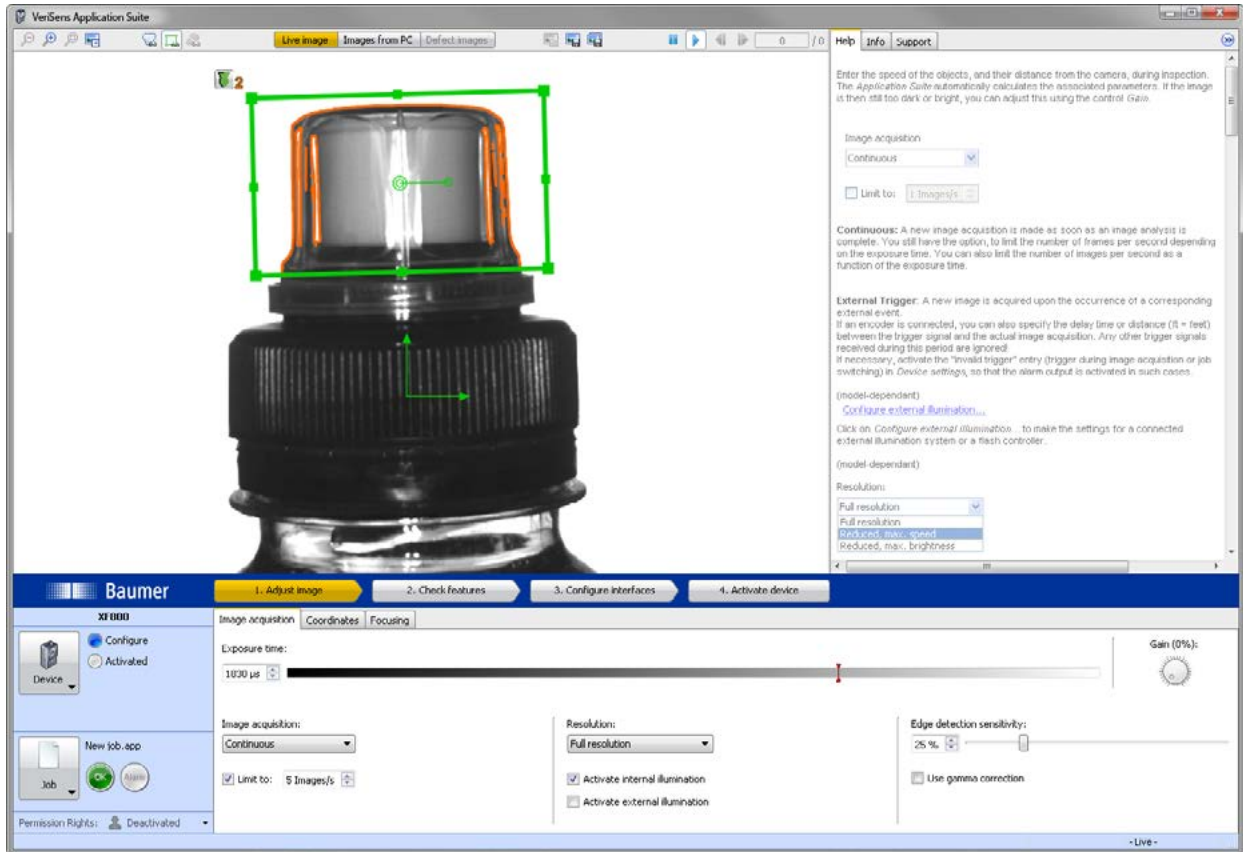 VeriSens Application Suite
Live image Images from PC Defect images 0 / 0
Help Info Support
2
Enter the speed of the objects, and their distance from the camera, during inspection.
The Application Suite automatically calculates the associated parameters. If the image
is then still too dark or bright, you can adjust this using the control Gain.
Image acquisition
Continuous
Limit to: 1 Images/s
Continuous: A new image acquisition is made as soon as an image analysis is
complete. You still have the option, to limit the number of frames per second depending
on the exposure time. You can also limit the number of images per second as a
function of the exposure time.
External Trigger: A new image is acquired upon the occurrence of a corresponding
external event.
If an encoder is connected, you can also specify the delay time or distance (ft = feet)
between the trigger signal and the actual image acquisition. Any other trigger signals
received during this period are ignored!
If necessary, activate the "invalid trigger" entry (trigger during image acquisition or job
switching) in Device settings, so that the alarm output is activated in such cases.
(model-dependant)
Configure external illumination...
Click on Configure external illumination... to make the settings for a connected
external illumination system or a flash controller.
(model-dependant)
Resolution:
Full resolution
Full resolution
Reduced, max. speed
Reduced, max. brightness
Baumer
1. Adjust image 2. Check features 3. Configure interfaces 4. Activate device
XF800
Configure
Activated
Device
Image acquisition Coordinates Focusing
Exposure time:
1030 µs
Gain (0%):
Image acquisition:
Continuous
Limit to: 5 Images/s
Resolution:
Full resolution
Activate internal illumination
Activate external illumination
Edge detection sensitivity:
25 %
Use gamma correction
New job.app
Job
OK
Alarm
Permission Rights: Deactivated
- Live -